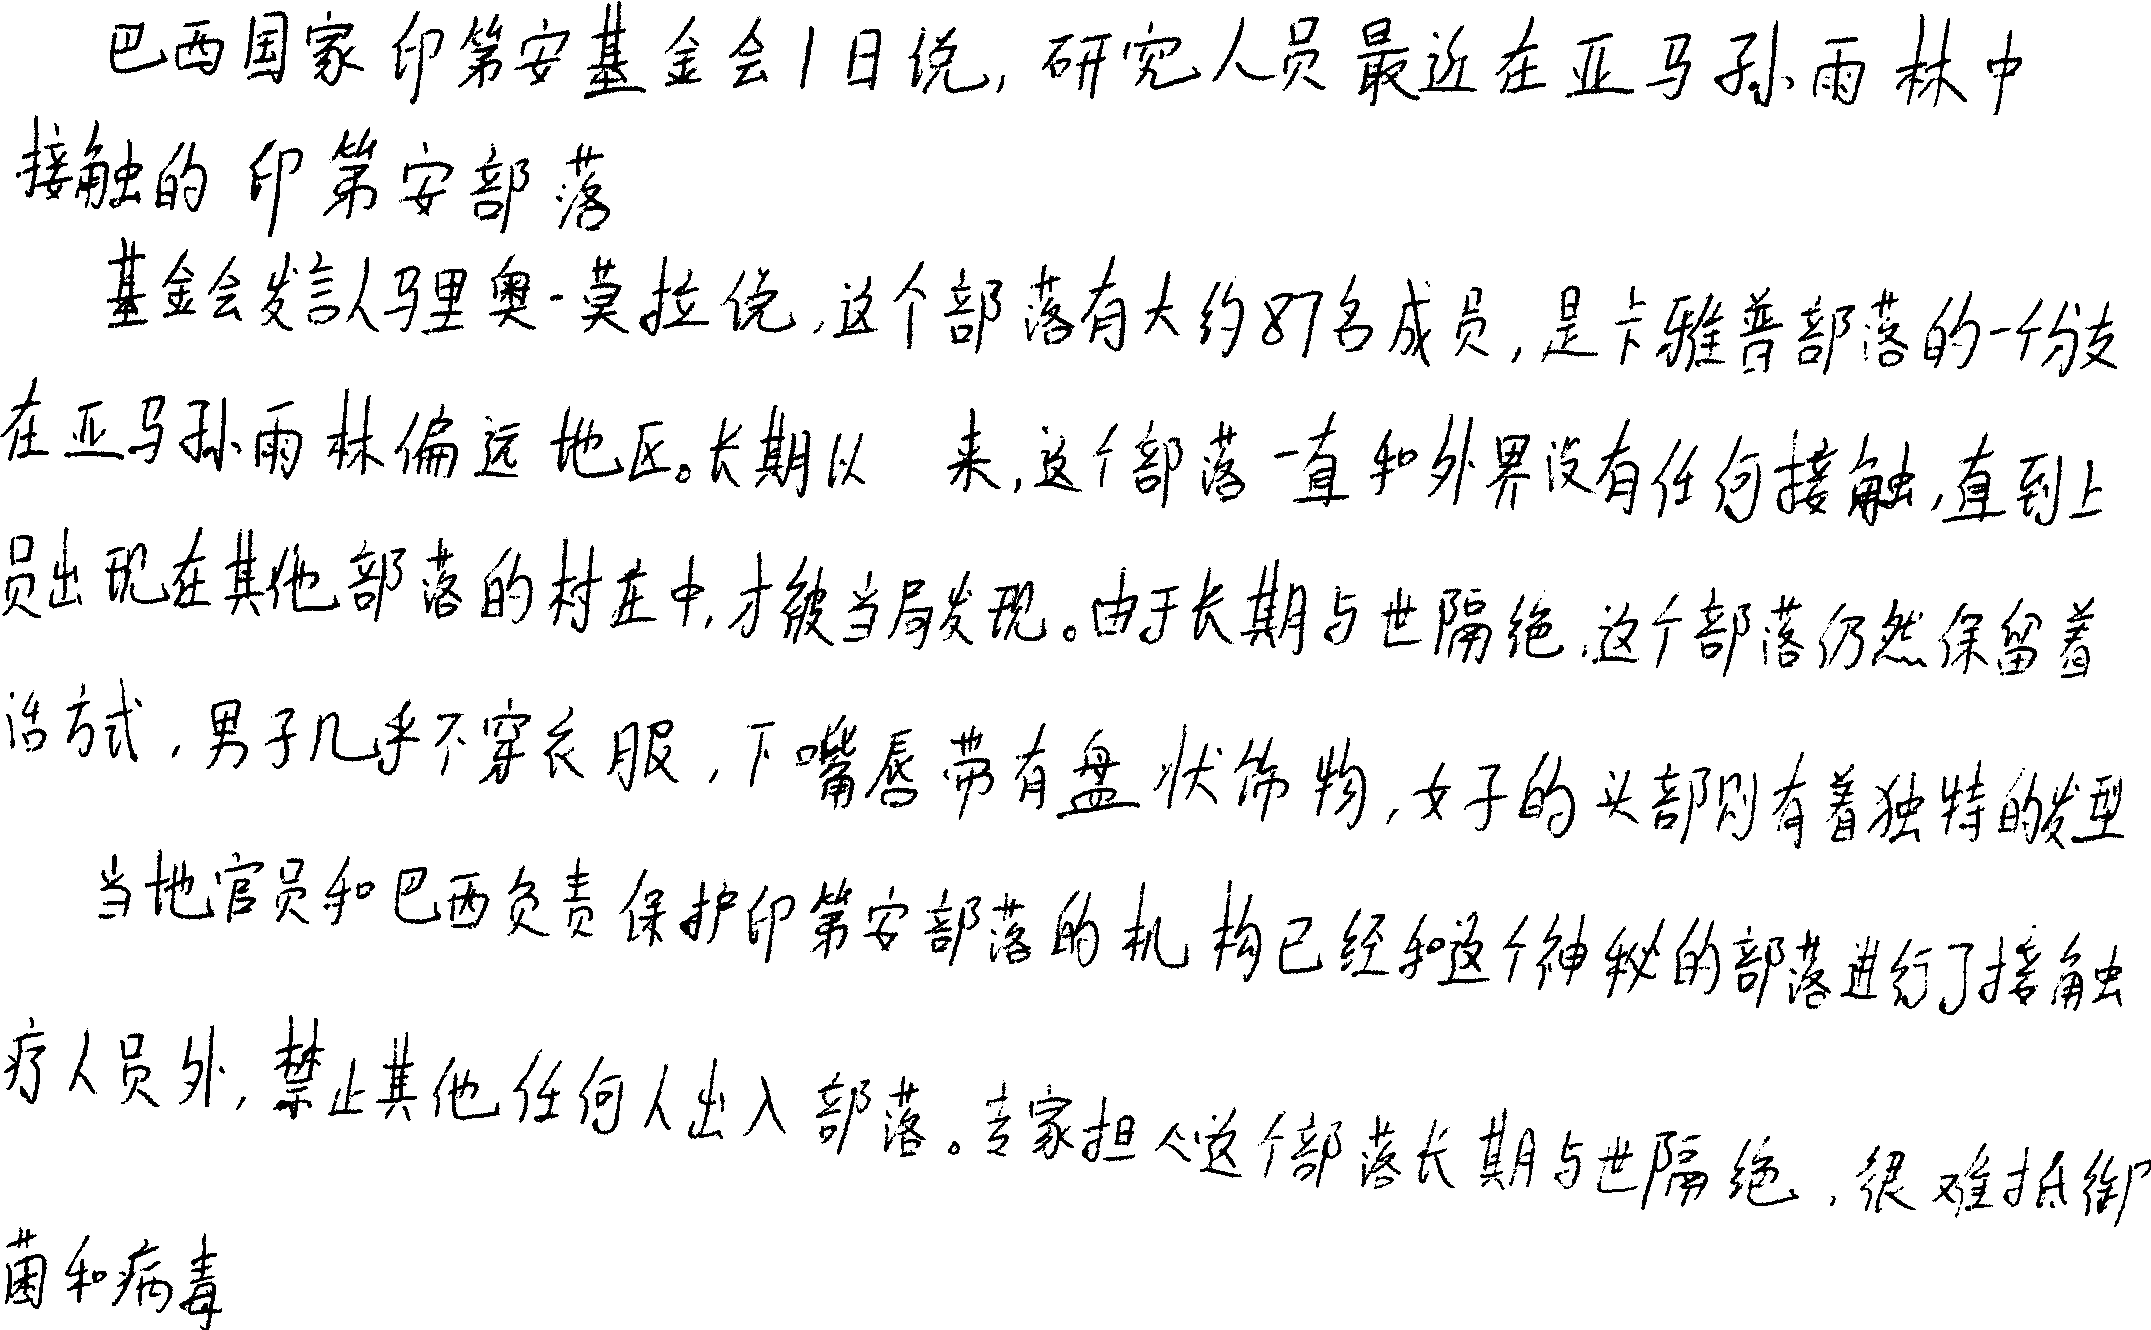 巴西国家印第安基金会1日说,研究人员最近在亚马孙雨林中
接触的印第安部落
基金会发言人马里奥·莫拉说,这个部落有大约87名成员,是卡雅普部落的一个分支
在亚马孙雨林偏远地区。长期以来,这个部落一直和外界没有任何接触,直到上
员出现在其他部落的村庄中,才被当局发现。由于长期与世隔绝,这个部落仍然保留着
活方式,男子几乎不穿衣服,下嘴唇带有盘状饰物,女子的头部则有着独特的发型
当地官员和巴西负责保护印第安部落的机构已经和这个神秘的部落进行了接触
疗人员外,禁止其他任何人出入部落。专家担心这个部落长期与世隔绝,很难抵御
菌和病毒